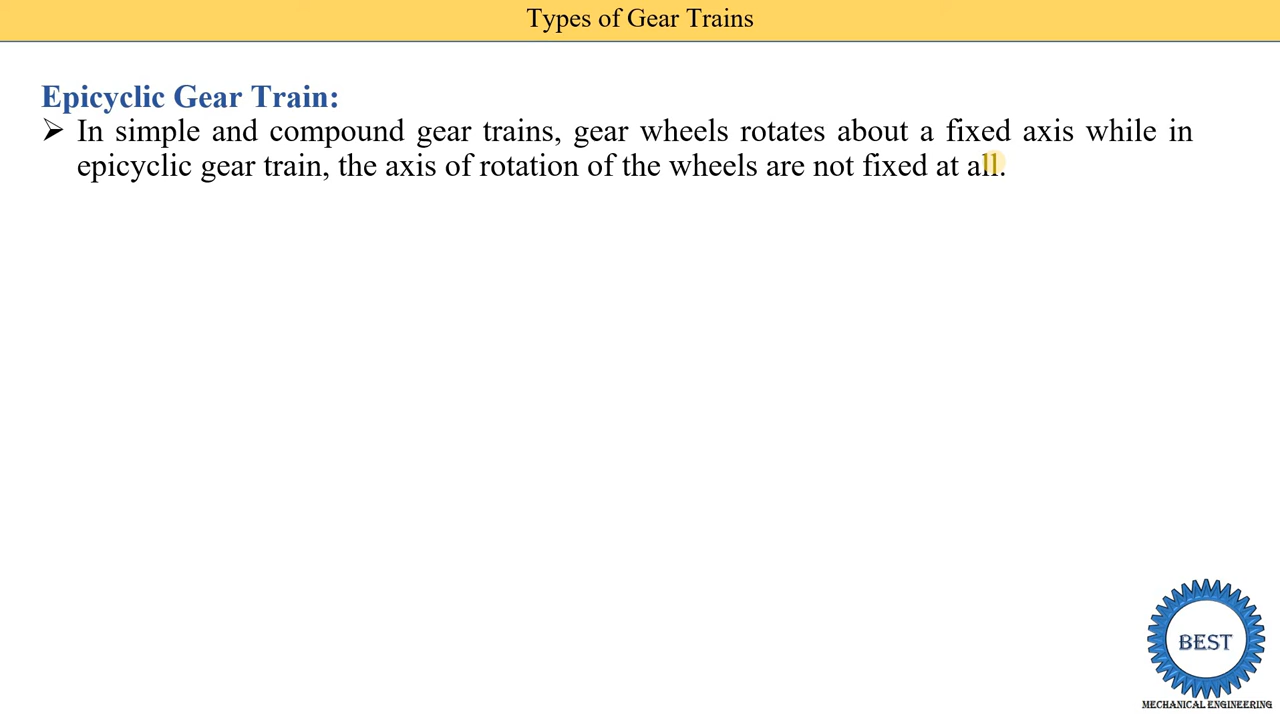 Types of Gear Trains
Epicyclic Gear Train:
➢ In simple and compound gear trains, gear wheels rotates about a fixed axis while in
epicyclic gear train, the axis of rotation of the wheels are not fixed at all.
BEST
MECHANICAL ENGINEERING